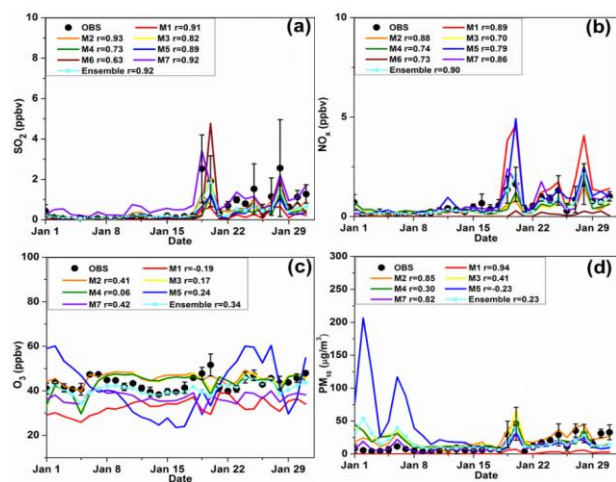 (a)
OBS M1 r=0.91
M2 r=0.93 M3 r=0.82
M4 r=0.73 M5 r=0.89
M6 r=0.63 M7 r=0.92
Ensemble r=0.92
SO2 (ppbv)
10
8
6
4
2
0
Jan 1 Jan 8 Jan 15 Jan 22 Jan 29
Date
(b)
OBS M1 r=0.89
M2 r=0.88 M3 r=0.70
M4 r=0.74 M5 r=0.79
M6 r=0.73 M7 r=0.86
Ensemble r=0.90
NOx (ppbv)
10
5
0
Jan 1 Jan 8 Jan 15 Jan 22 Jan 29
Date
(c)
OBS M1 r=-0.19
M2 r=0.41 M3 r=0.17
M4 r=0.06 M5 r=0.24
M7 r=0.42 Ensemble r=0.34
O3 (ppbv)
100
80
60
40
20
Jan 1 Jan 8 Jan 15 Jan 22 Jan 29
Date
(d)
OBS M1 r=0.94
M2 r=0.85 M3 r=0.41
M4 r=0.30 M5 r=-0.23
M7 r=0.82 Ensemble r=0.23
PM10 (μg/m3)
300
250
200
150
100
50
0
Jan 1 Jan 8 Jan 15 Jan 22 Jan 29
Date